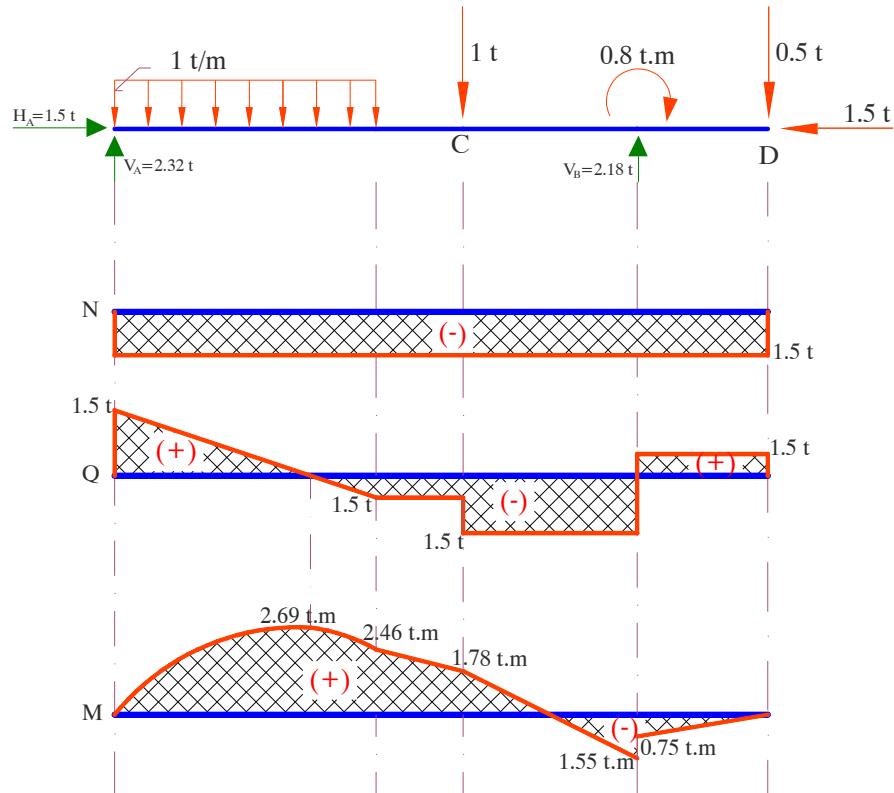 1 t/m
1 t
0.8 t.m
0.5 t
H_A=1.5 t
1.5 t
C
D
V_A=2.32 t
V_B=2.18 t
N
(-)
1.5 t
1.5 t
(+)
1.5 t
(+)
Q
1.5 t
(-)
1.5 t
2.69 t.m
2.46 t.m
1.78 t.m
(+)
M
(-)
0.75 t.m
1.55 t.m